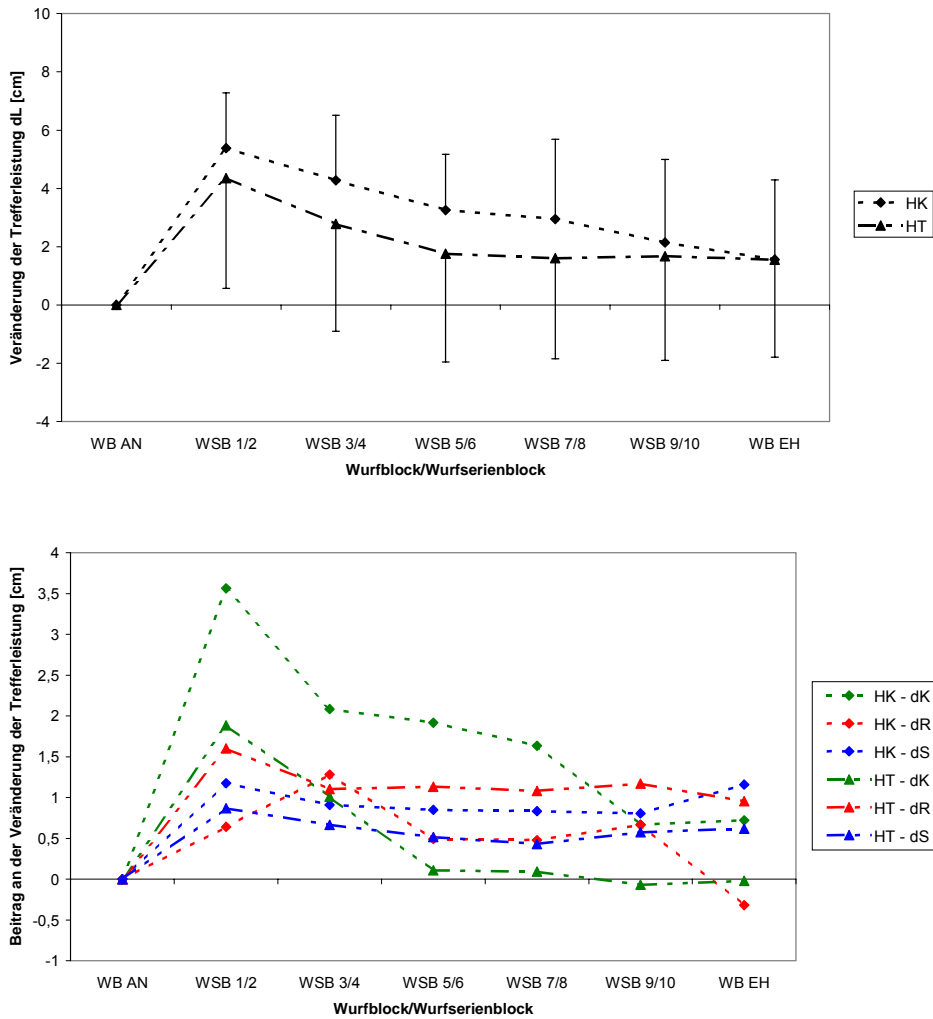 Veränderung der Trefferleistung dL [cm]
10
8
6
4
2
0
-2
-4
WB AN WSB 1/2 WSB 3/4 WSB 5/6 WSB 7/8 WSB 9/10 WB EH
Wurfblock/Wurfserienblock
HK
HT
Beitrag an der Veränderung der Trefferleistung [cm]
4
3,5
3
2,5
2
1,5
1
0,5
0
-0,5
-1
WB AN WSB 1/2 WSB 3/4 WSB 5/6 WSB 7/8 WSB 9/10 WB EH
Wurfblock/Wurfserienblock
HK - dK
HK - dR
HK - dS
HT - dK
HT - dR
HT - dS